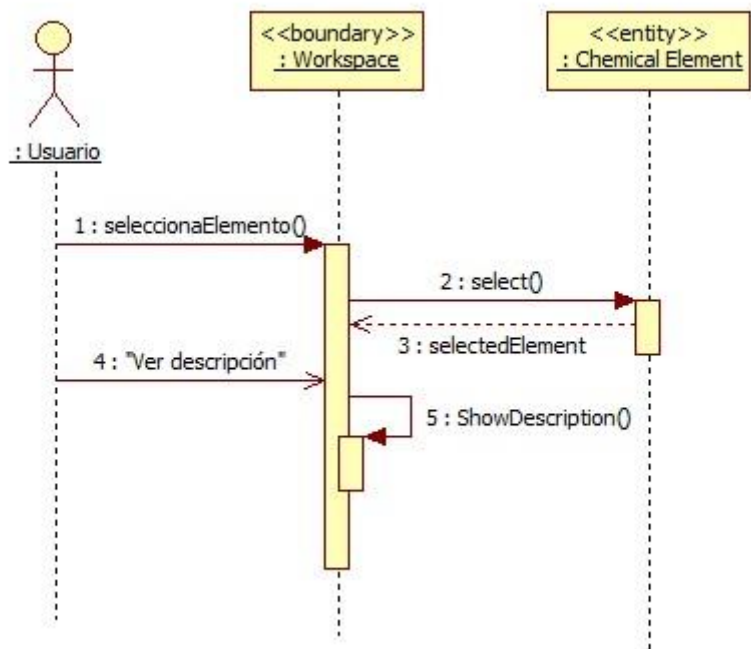 <<boundary>>
: Workspace
<<entity>>
: Chemical Element
: Usuario
1 : seleccionaElemento()
2 : select()
3 : selectedElement
4 : "Ver descripción"
5 : ShowDescription()